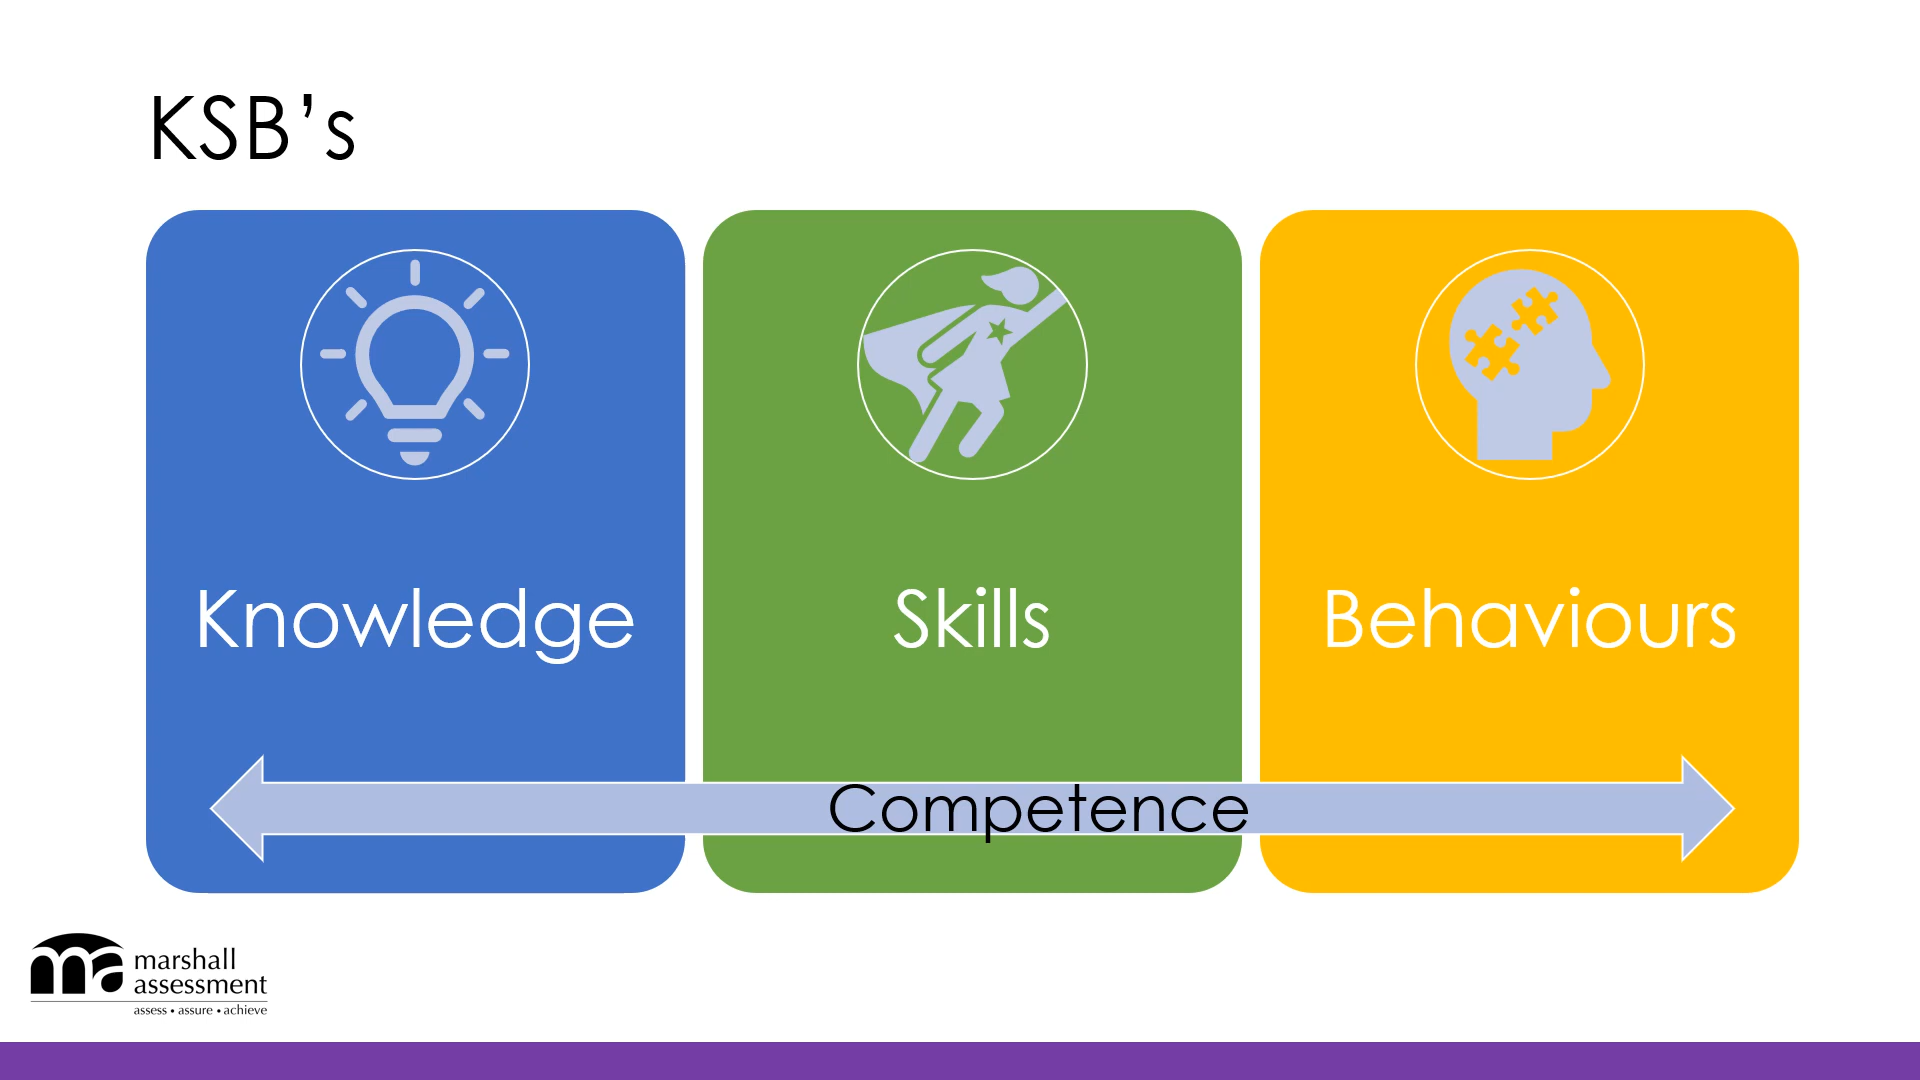 KSB’s
Knowledge
Skills
Behaviours
Competence
marshall
assessment
assess • assure • achieve